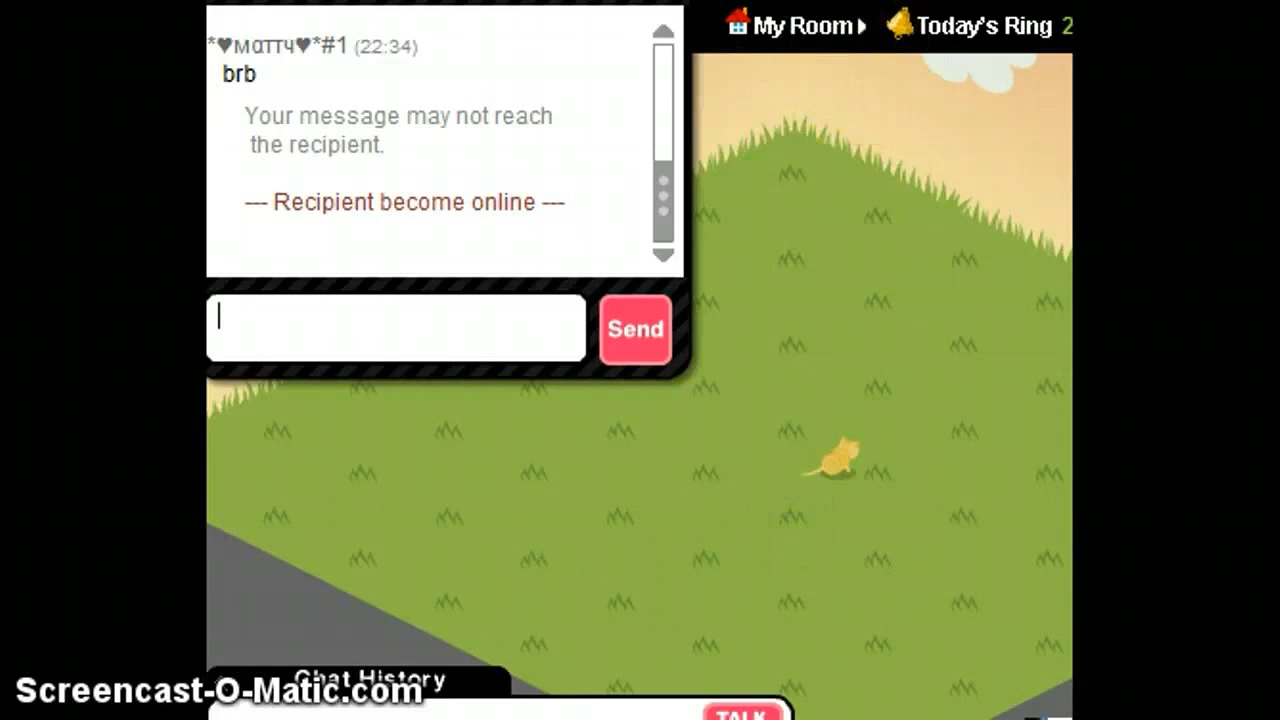 *♥мαттч♥*#1 (22:34)
brb
Your message may not reach
the recipient.
--- Recipient become online ---
Send
My Room
Today's Ring 2
Chat History
TALK
Screencast-O-Matic.com